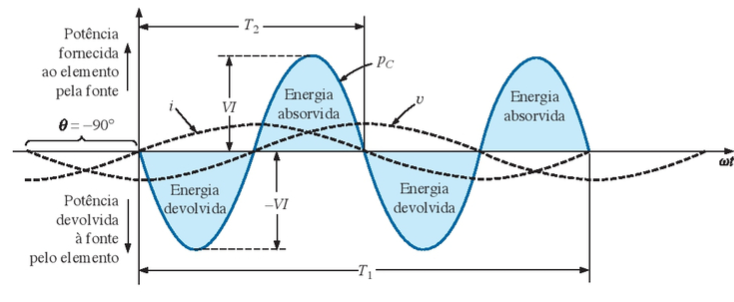 Potência
fornecida
ao elemento
pela fonte
T₂
VI
p_C
Energia
absorvida
i
υ
Energia
absorvida
θ = –90°
ωt
Energia
devolvida
–VI
Energia
devolvida
Potência
devolvida
à fonte
pelo elemento
T₁